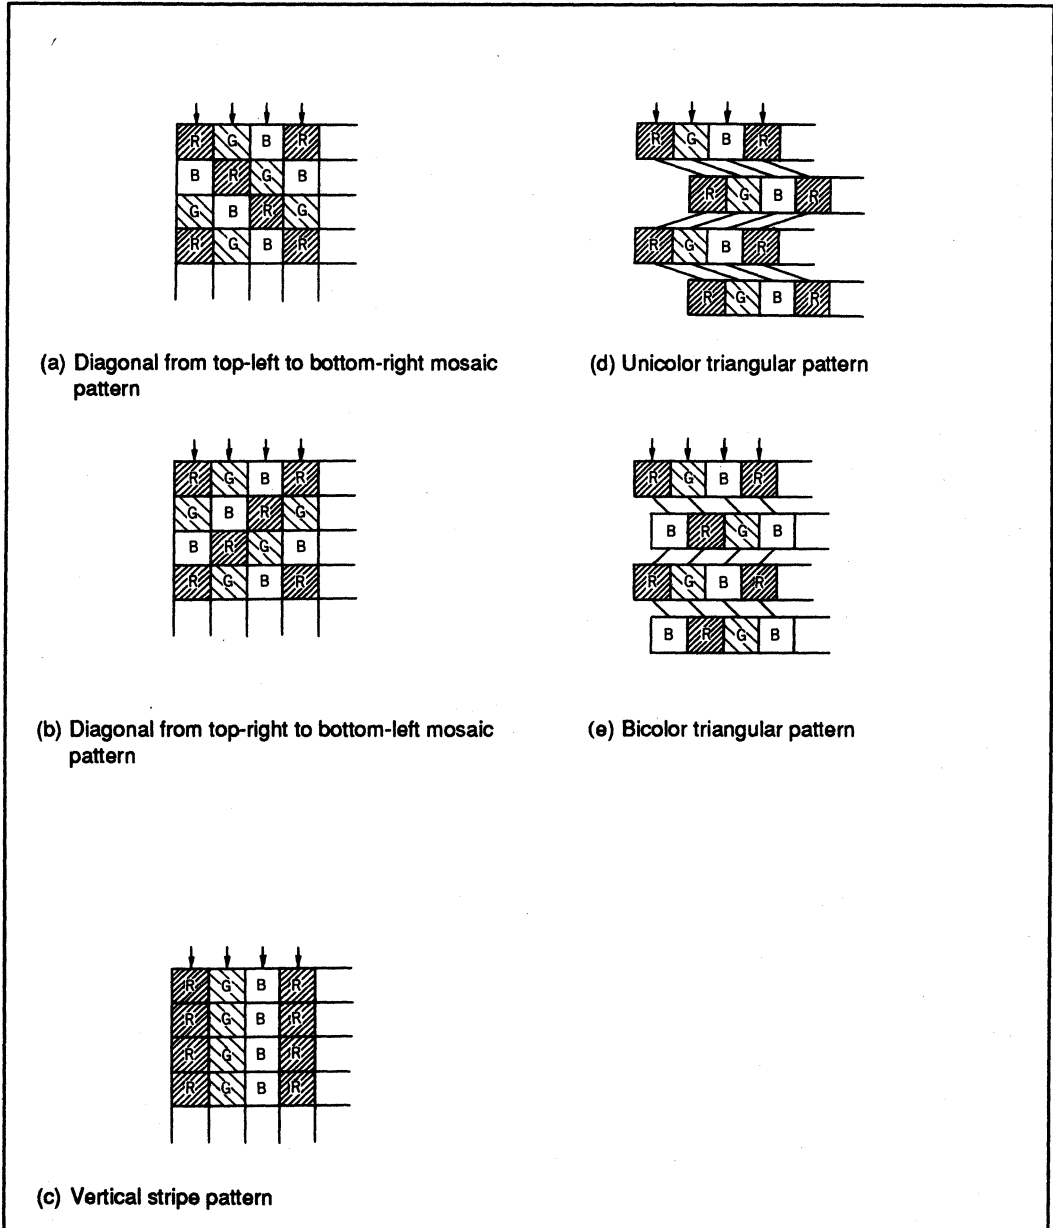 R G B R
B R G B
G B R G
R G B R
(a) Diagonal from top-left to bottom-right mosaic
pattern
R G B R
R G B R
R G B R
R G B R
(d) Unicolor triangular pattern
R G B R
G B R G
B R G B
R G B R
(b) Diagonal from top-right to bottom-left mosaic
pattern
R G B R
B R G B
R G B R
B R G B
(e) Bicolor triangular pattern
R G B R
R G B R
R G B R
R G B R
(c) Vertical stripe pattern